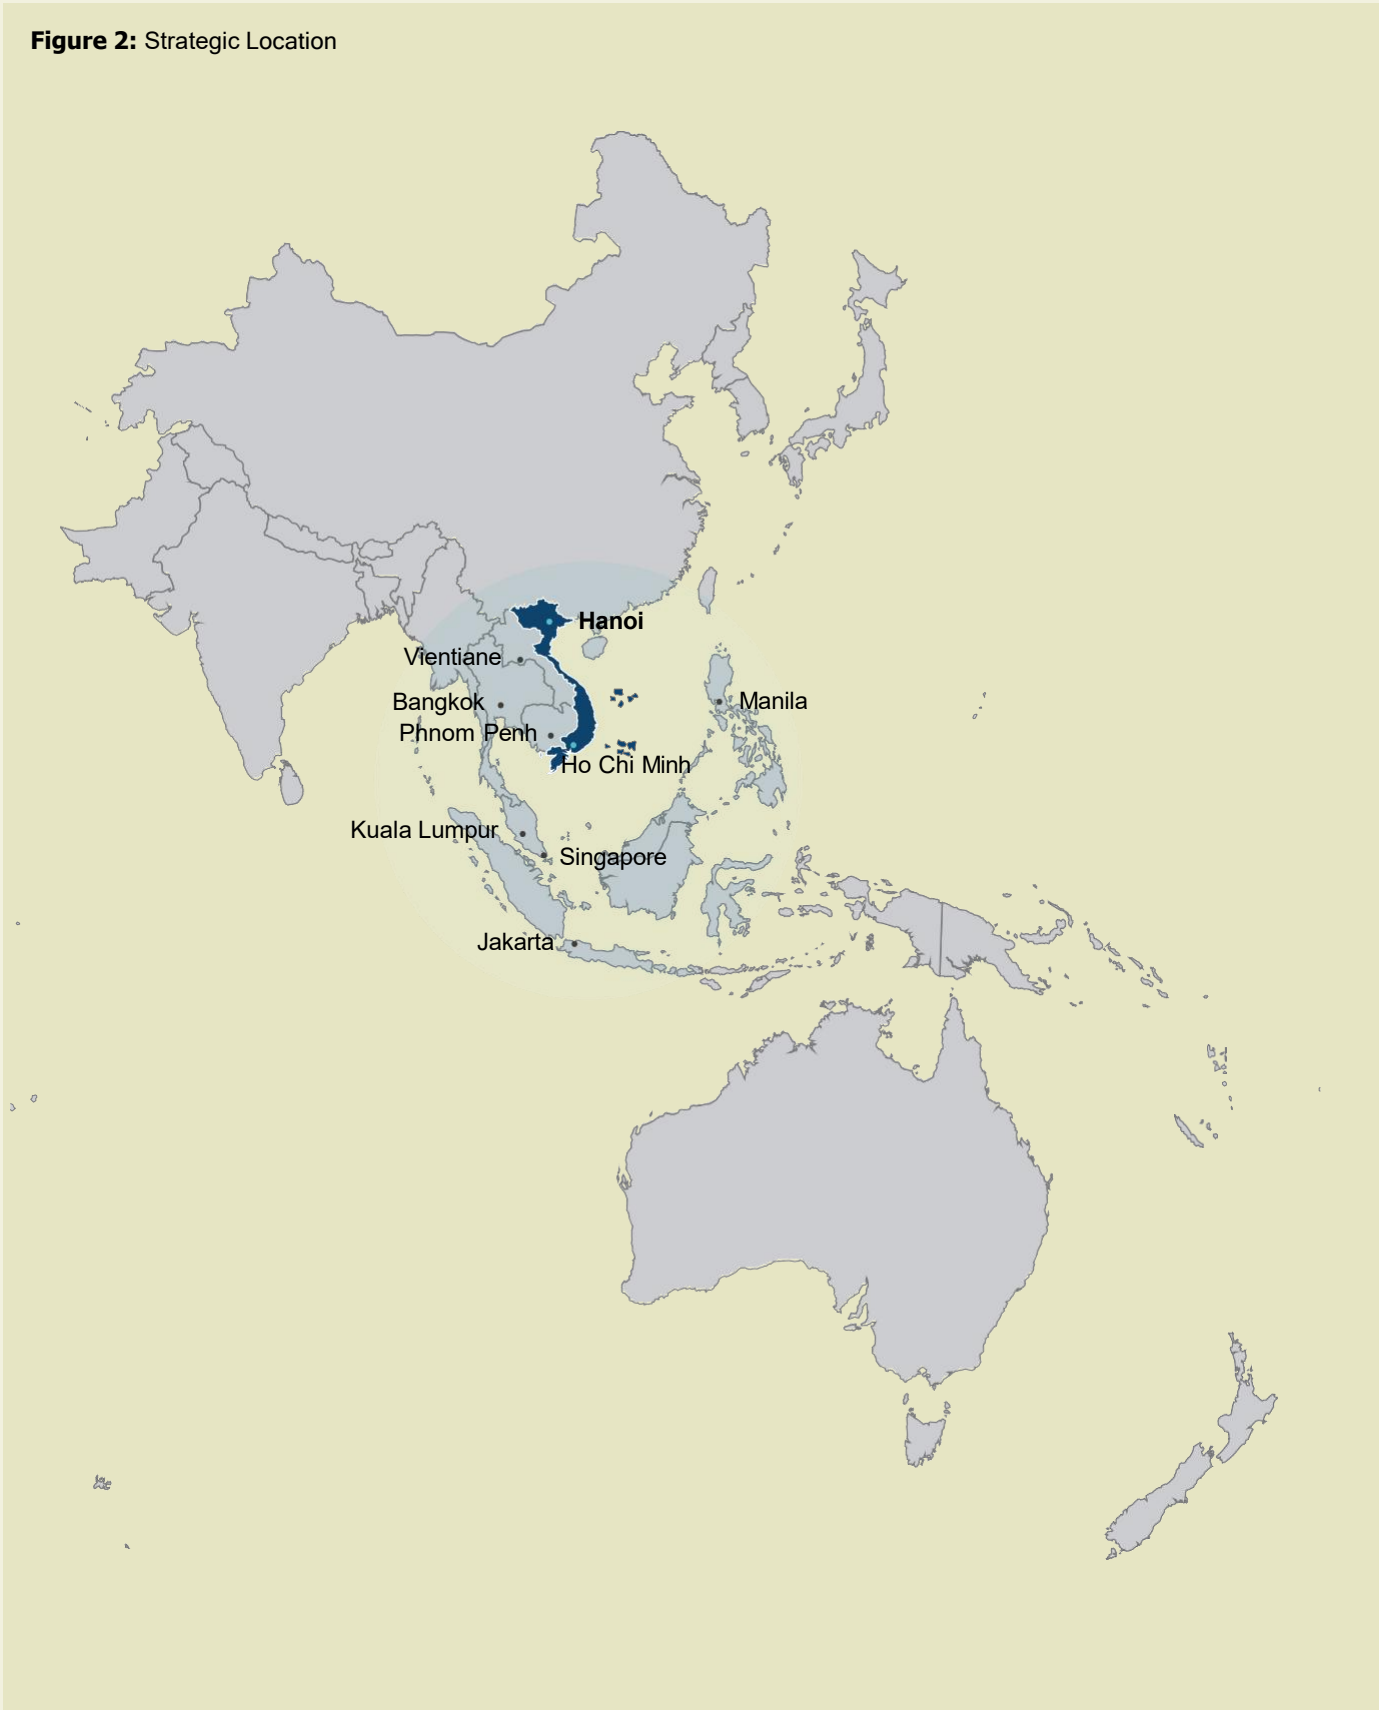 Figure 2: Strategic Location
Hanoi
Vientiane
Bangkok
Manila
Phnom Penh
Ho Chi Minh
Kuala Lumpur
Singapore
Jakarta